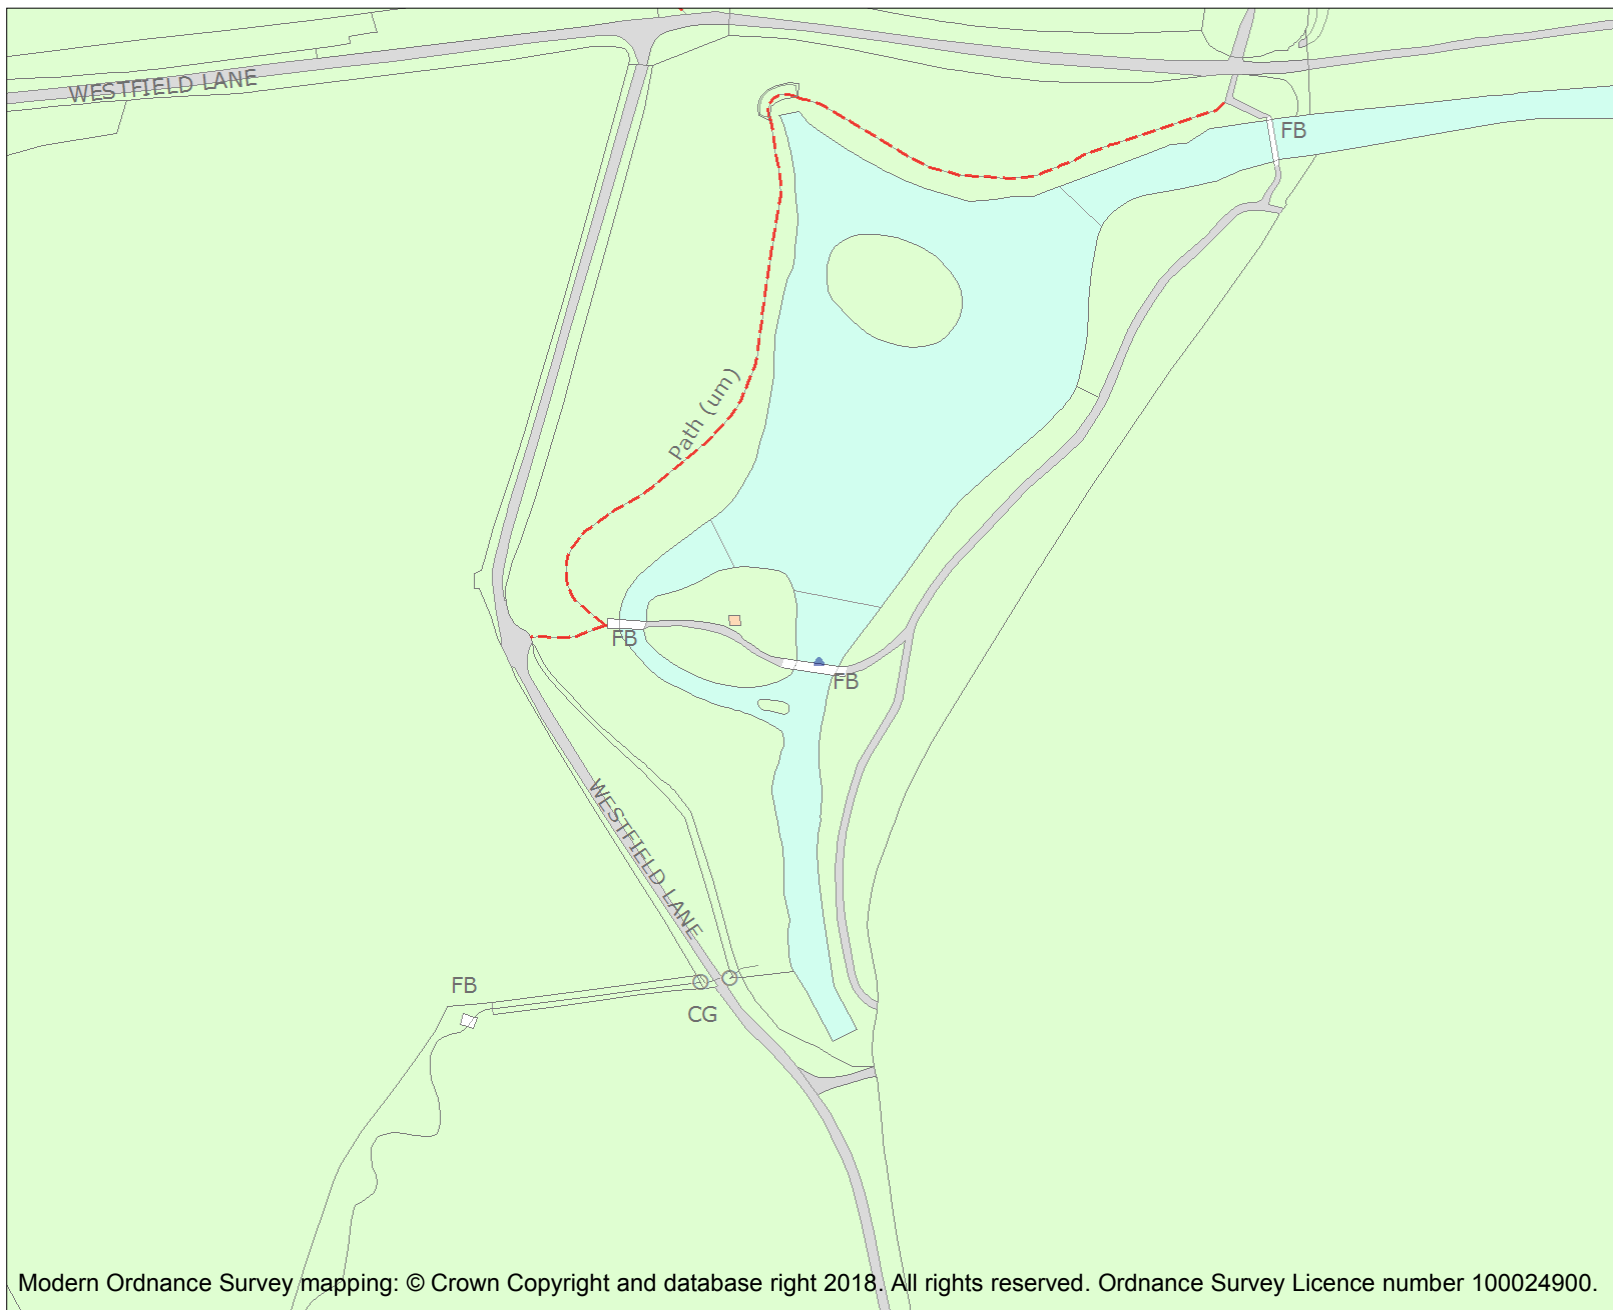 WESTFIELD LANE
FB
Path (um)
FB
FB
WESTFIELD LANE
FB
CG
Modern Ordnance Survey mapping: © Crown Copyright and database right 2018. All rights reserved. Ordnance Survey Licence number 100024900.